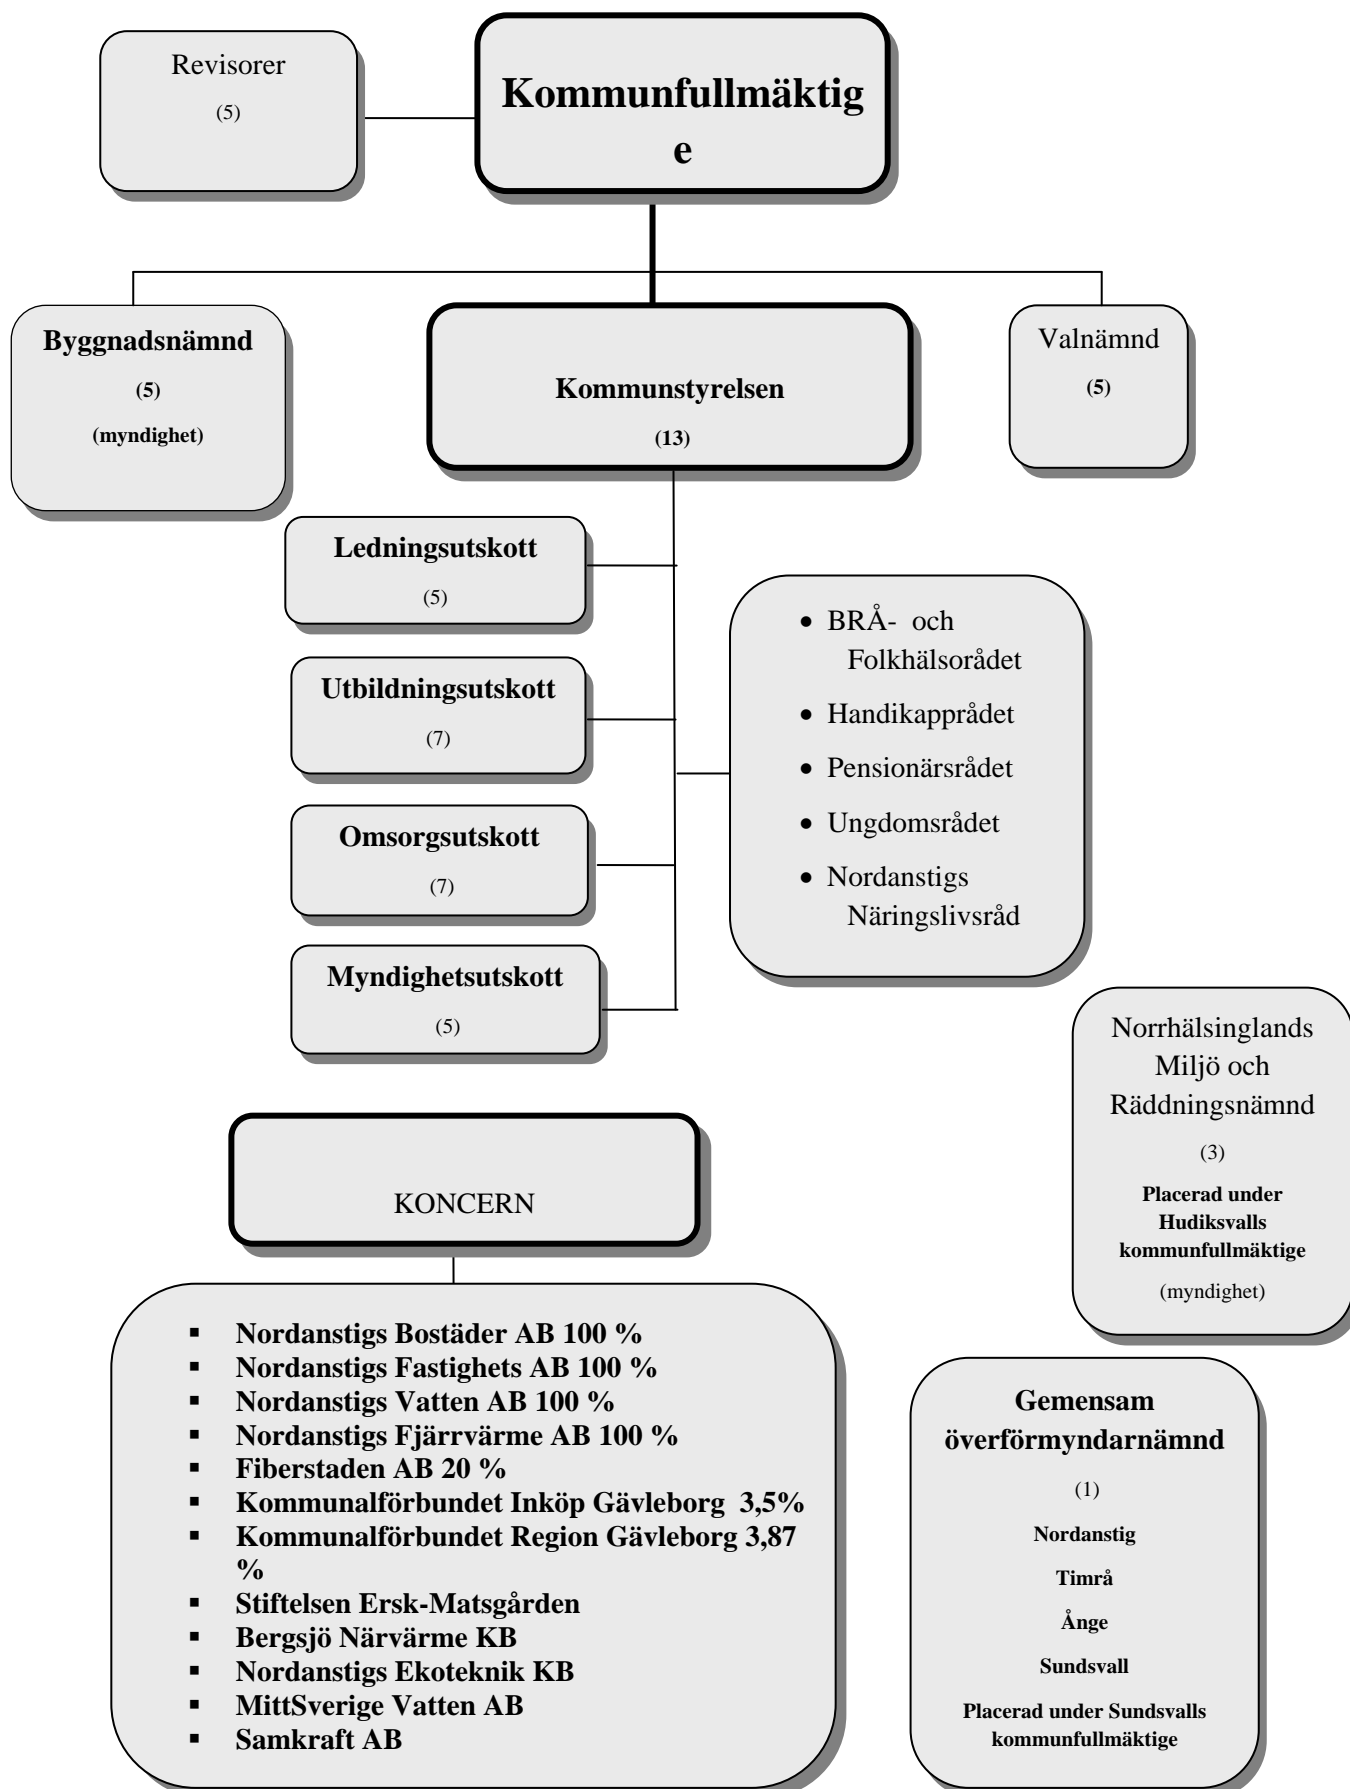 Revisorer
(5)
Kommunfullmäktig
e
Byggnadsnämnd
(5)
(myndighet)
Kommunstyrelsen
(13)
Valnämnd
(5)
Ledningsutskott
(5)
Utbildningsutskott
(7)
Omsorgsutskott
(7)
Myndighetsutskott
(5)
• BRÅ- och
Folkhälsorådet
• Handikapprådet
• Pensionärsrådet
• Ungdomsrådet
• Nordanstigs
Näringslivsråd
Norrhälsinglands
Miljö och
Räddningsnämnd
(3)
Placerad under
Hudiksvalls
kommunfullmäktige
(myndighet)
KONCERN
▪ Nordanstigs Bostäder AB 100 %
▪ Nordanstigs Fastighets AB 100 %
▪ Nordanstigs Vatten AB 100 %
▪ Nordanstigs Fjärrvärme AB 100 %
▪ Fiberstaden AB 20 %
▪ Kommunalförbundet Inköp Gävleborg 3,5%
▪ Kommunalförbundet Region Gävleborg 3,87
%
▪ Stiftelsen Ersk-Matsgården
▪ Bergsjö Närvärme KB
▪ Nordanstigs Ekoteknik KB
▪ MittSverige Vatten AB
▪ Samkraft AB
Gemensam
överförmyndarnämnd
(1)
Nordanstig
Timrå
Ånge
Sundsvall
Placerad under Sundsvalls
kommunfullmäktige